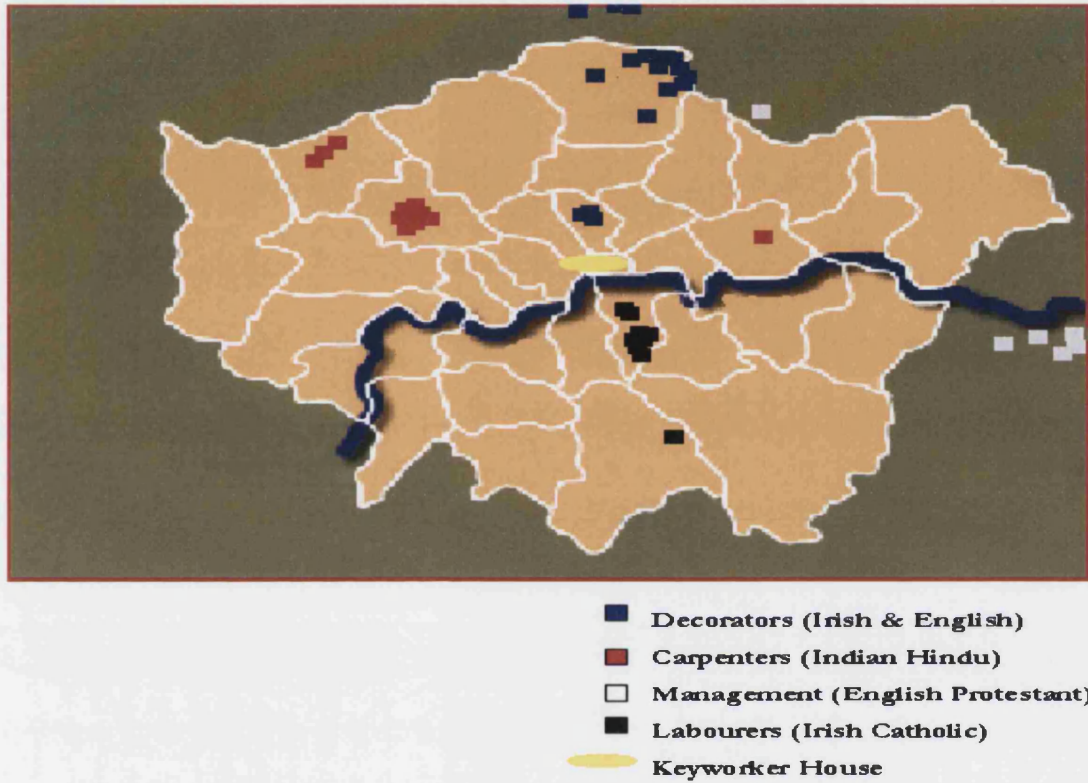 Decorators (Irish & English)
Carpenters (Indian Hindu)
Management (English Protestant)
Labourers (Irish Catholic)
Keyworker House